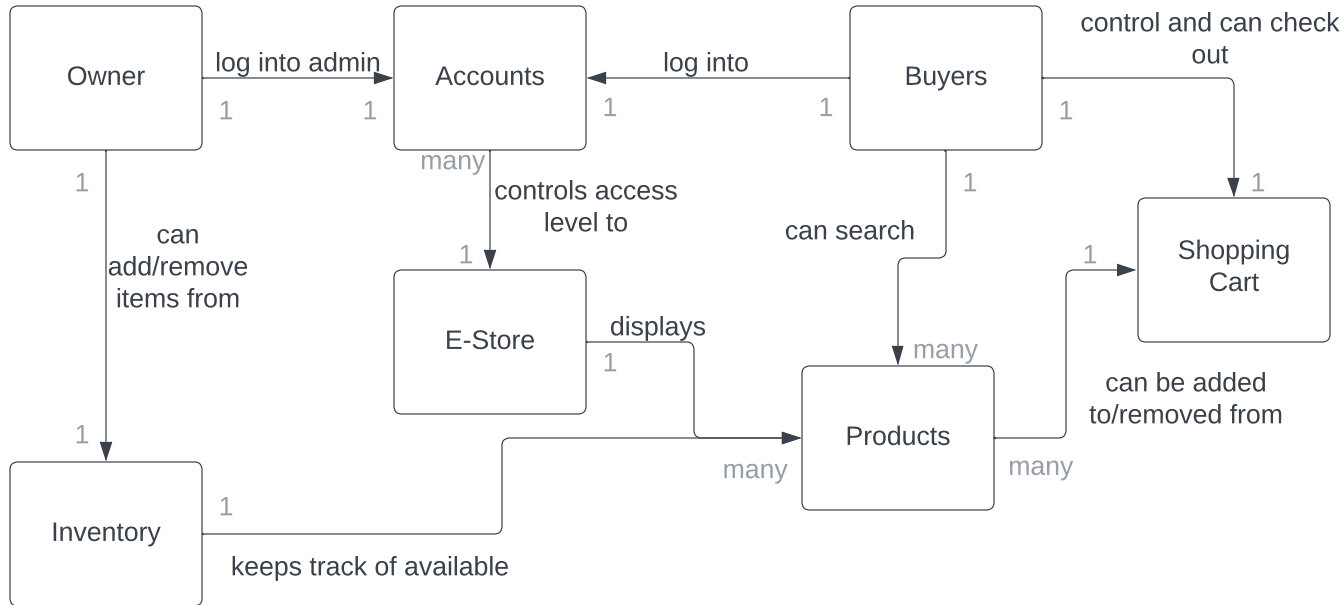 control and can check
out
Owner
log into admin
Accounts
log into
Buyers
1
1
1
1
1
1
many
1
1
controls access
level to
can
add/remove
items from
can search
1
1
Shopping
Cart
E-Store
displays
1
many
can be added
to/removed from
1
Products
many
many
Inventory
1
keeps track of available